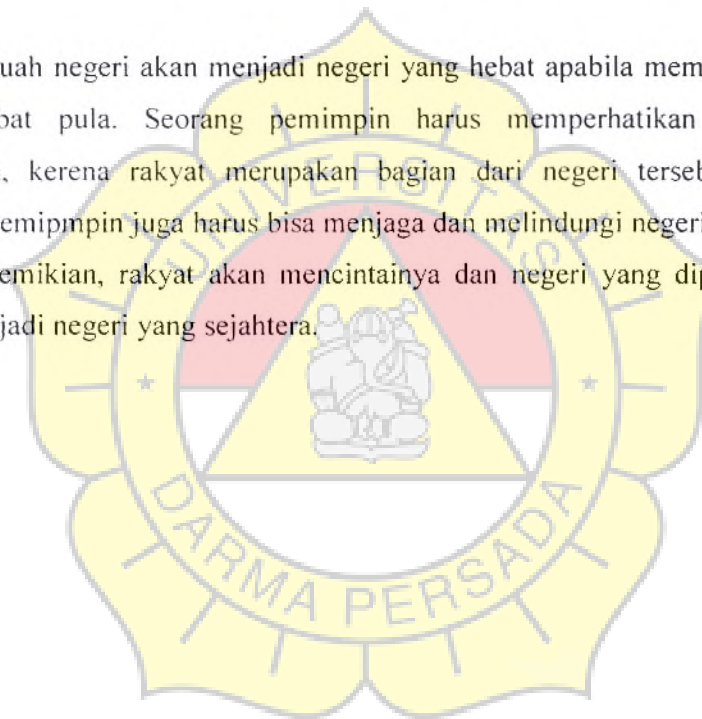 uah negeri akan menjadi negeri yang hebat apabila mem
bat pula. Seorang pemimpin harus memperhatikan
, kerena rakyat merupakan bagian dari negeri terseb
emipmpin juga harus bisa menjaga dan melindungi negeri
emikian, rakyat akan mencintainya dan negeri yang dip
jadi negeri yang sejahtera.
UNIVERSITAS
DARMA PERSADA